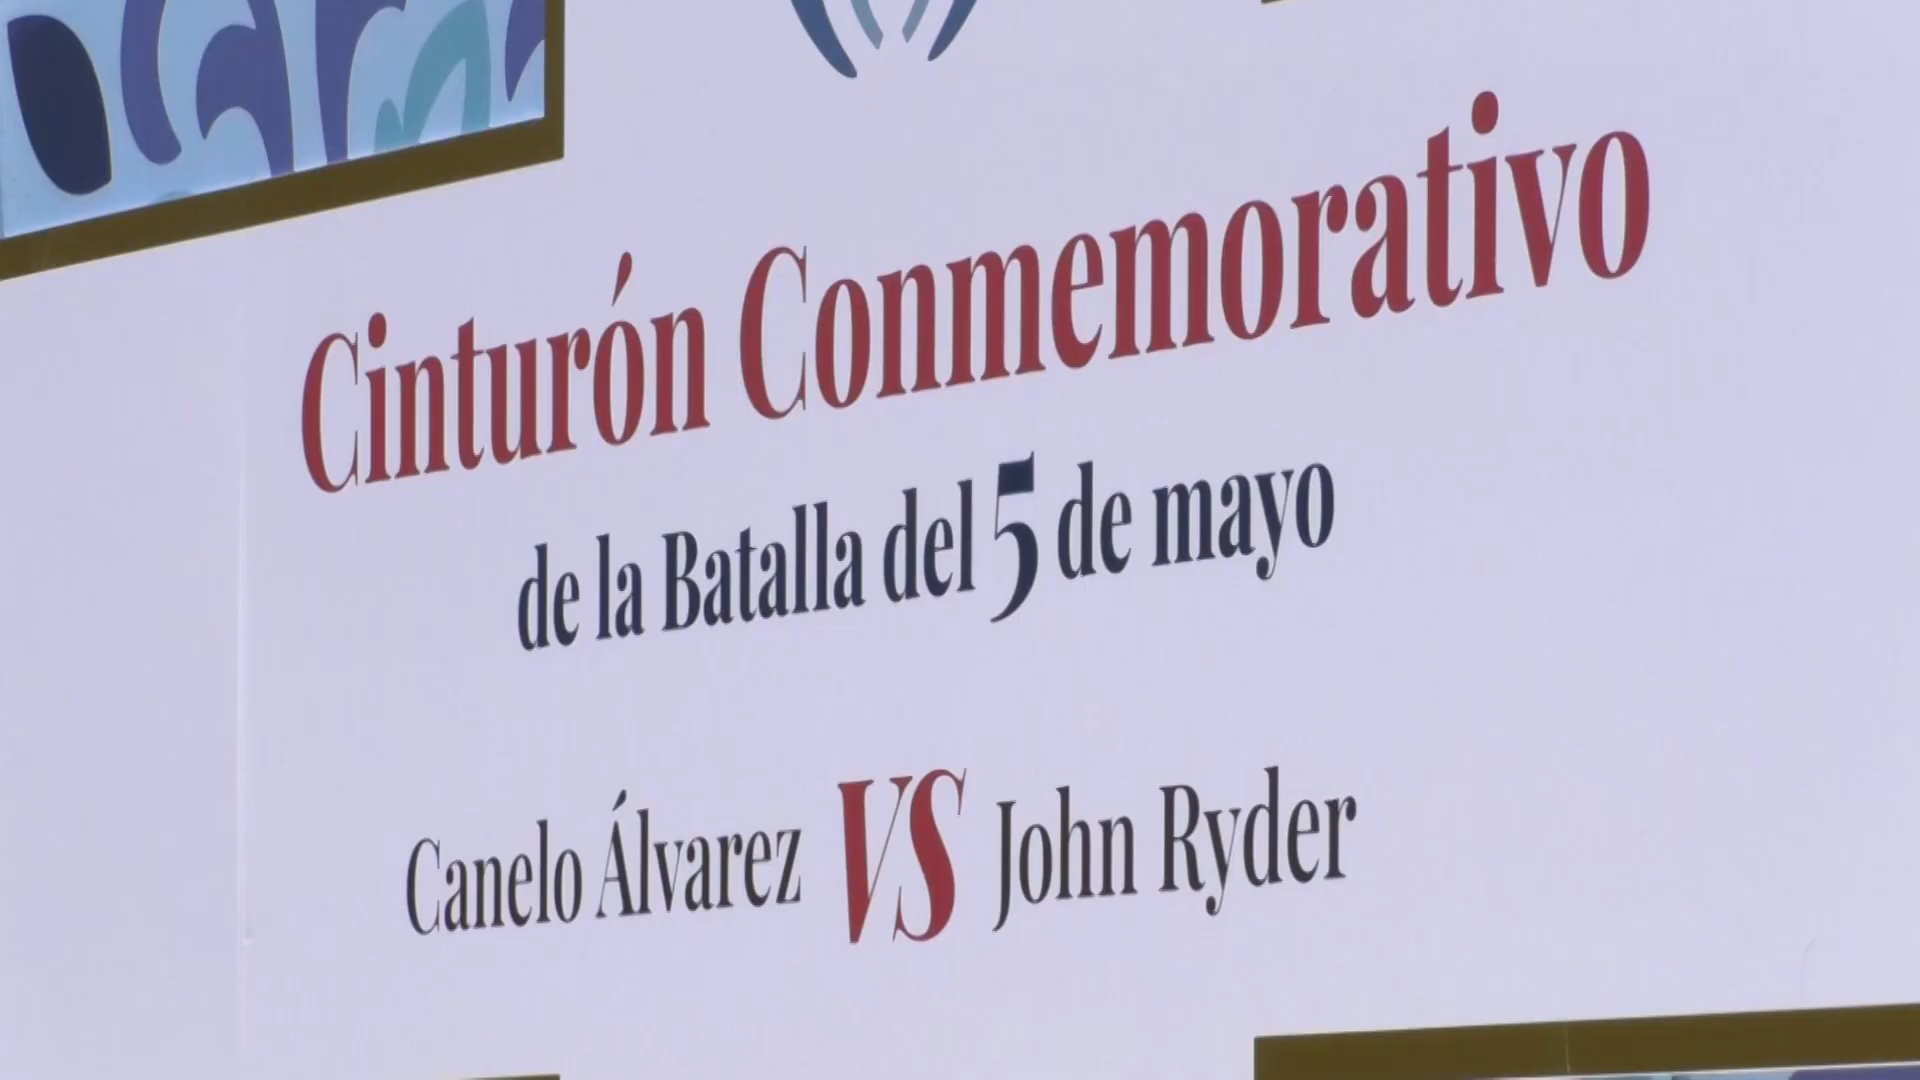 Cinturón Conmemorativo
de la Batalla del 5 de mayo
Canelo Álvarez VS John Ryder